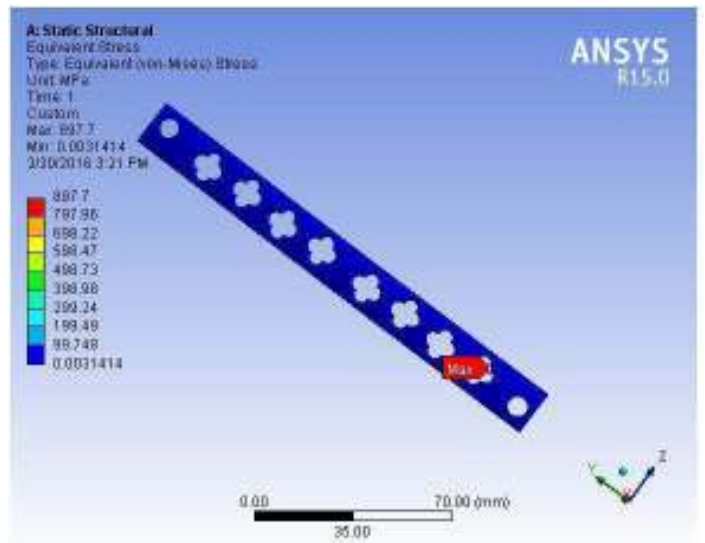 A: Static Structural
Equivalent Stress
Type: Equivalent (von-Mises) Stress
Unit: MPa
Time: 1
Custom
Max: 897.7
Min: 0.0031414
3/30/2016 3:21 PM
ANSYS
R15.0
897.7
797.96
698.22
598.47
498.73
398.98
299.24
199.49
99.748
0.0031414
Max
Y
Z
0.00
70.00 (mm)
35.00